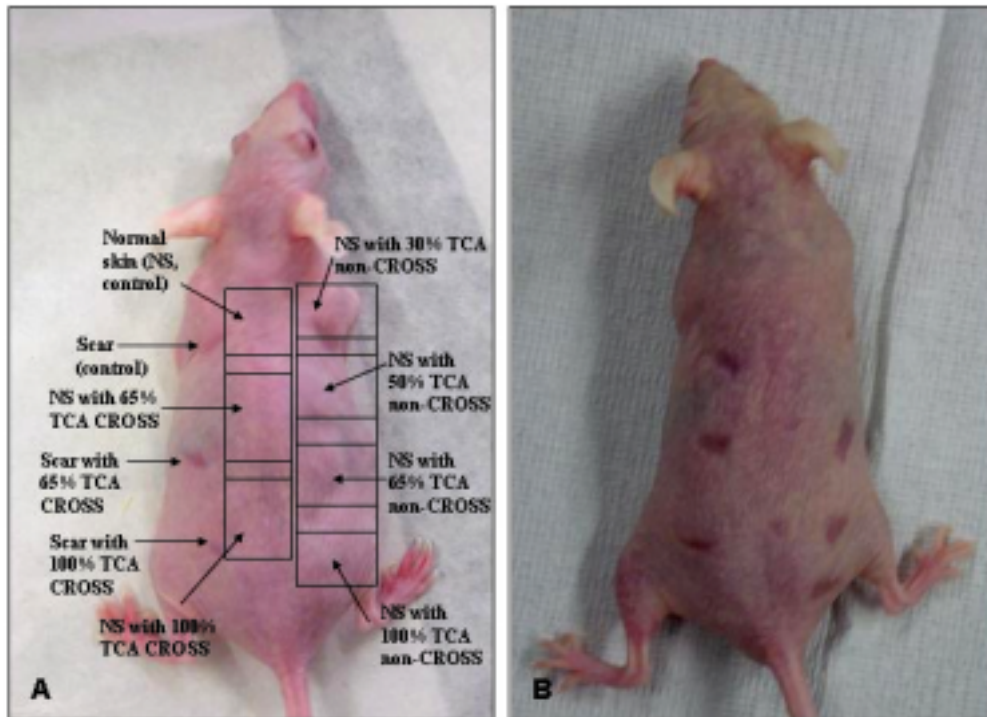 Normal
skin (NS,
control)
Scar
(control)
NS with 65%
TCA CROSS
Scar with
65% TCA
CROSS
Scar with
100% TCA
CROSS
NS with 100%
TCA CROSS
NS with 30% TCA
non-CROSS
NS with
50% TCA
non-CROSS
NS with
65% TCA
non-CROSS
NS with
100% TCA
non-CROSS
A
B